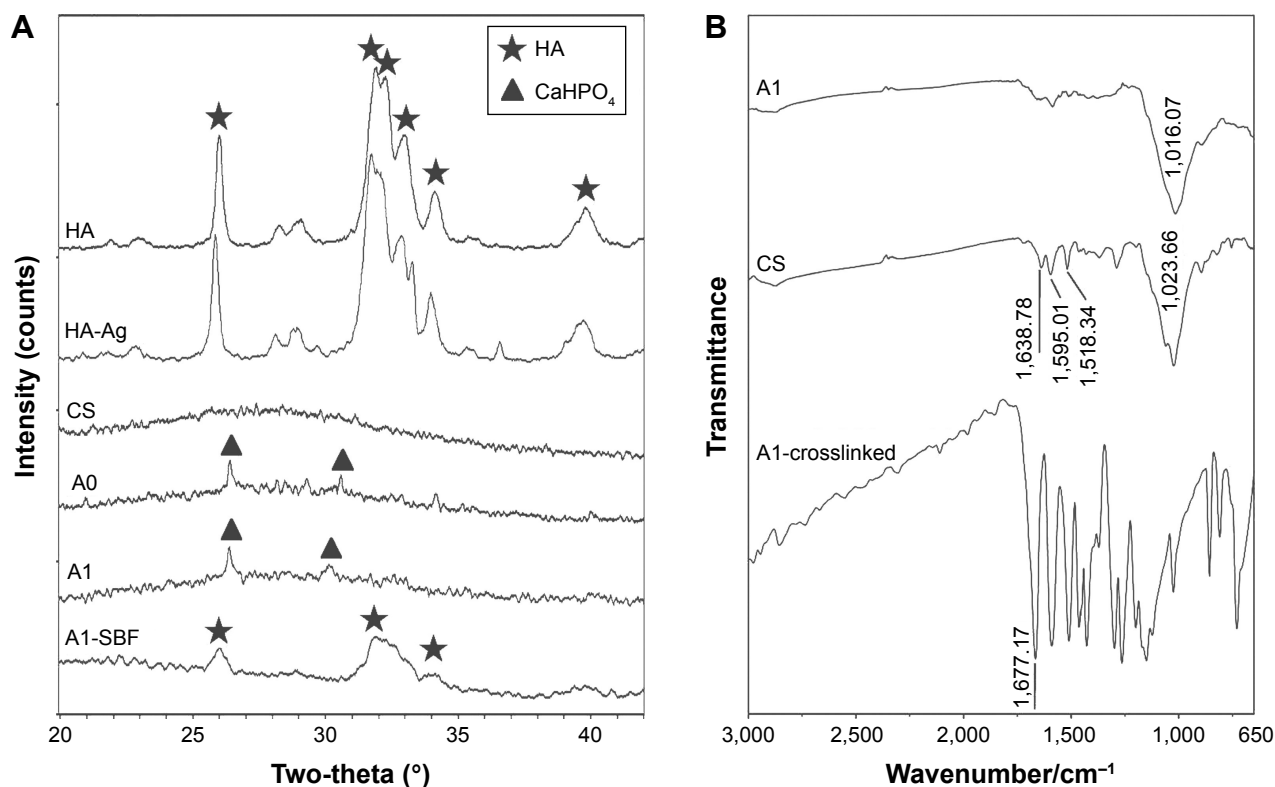 A
HA
CaHPO₄
HA
HA-Ag
CS
A0
A1
A1-SBF
Intensity (counts)
20 25 30 35 40
Two-theta (°)
B
A1
1,016.07
CS
1,023.66
1,638.78
1,595.01
1,518.34
A1-crosslinked
1,677.17
Transmittance
3,000 2,500 2,000 1,500 1,000 650
Wavenumber/cm⁻¹